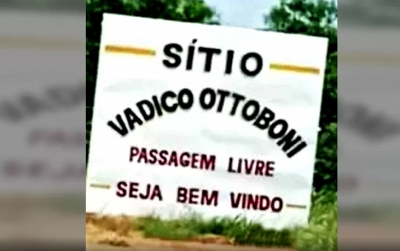 SÍTIO
VADICO OTTOBONI
PASSAGEM LIVRE
SEJA BEM VINDO